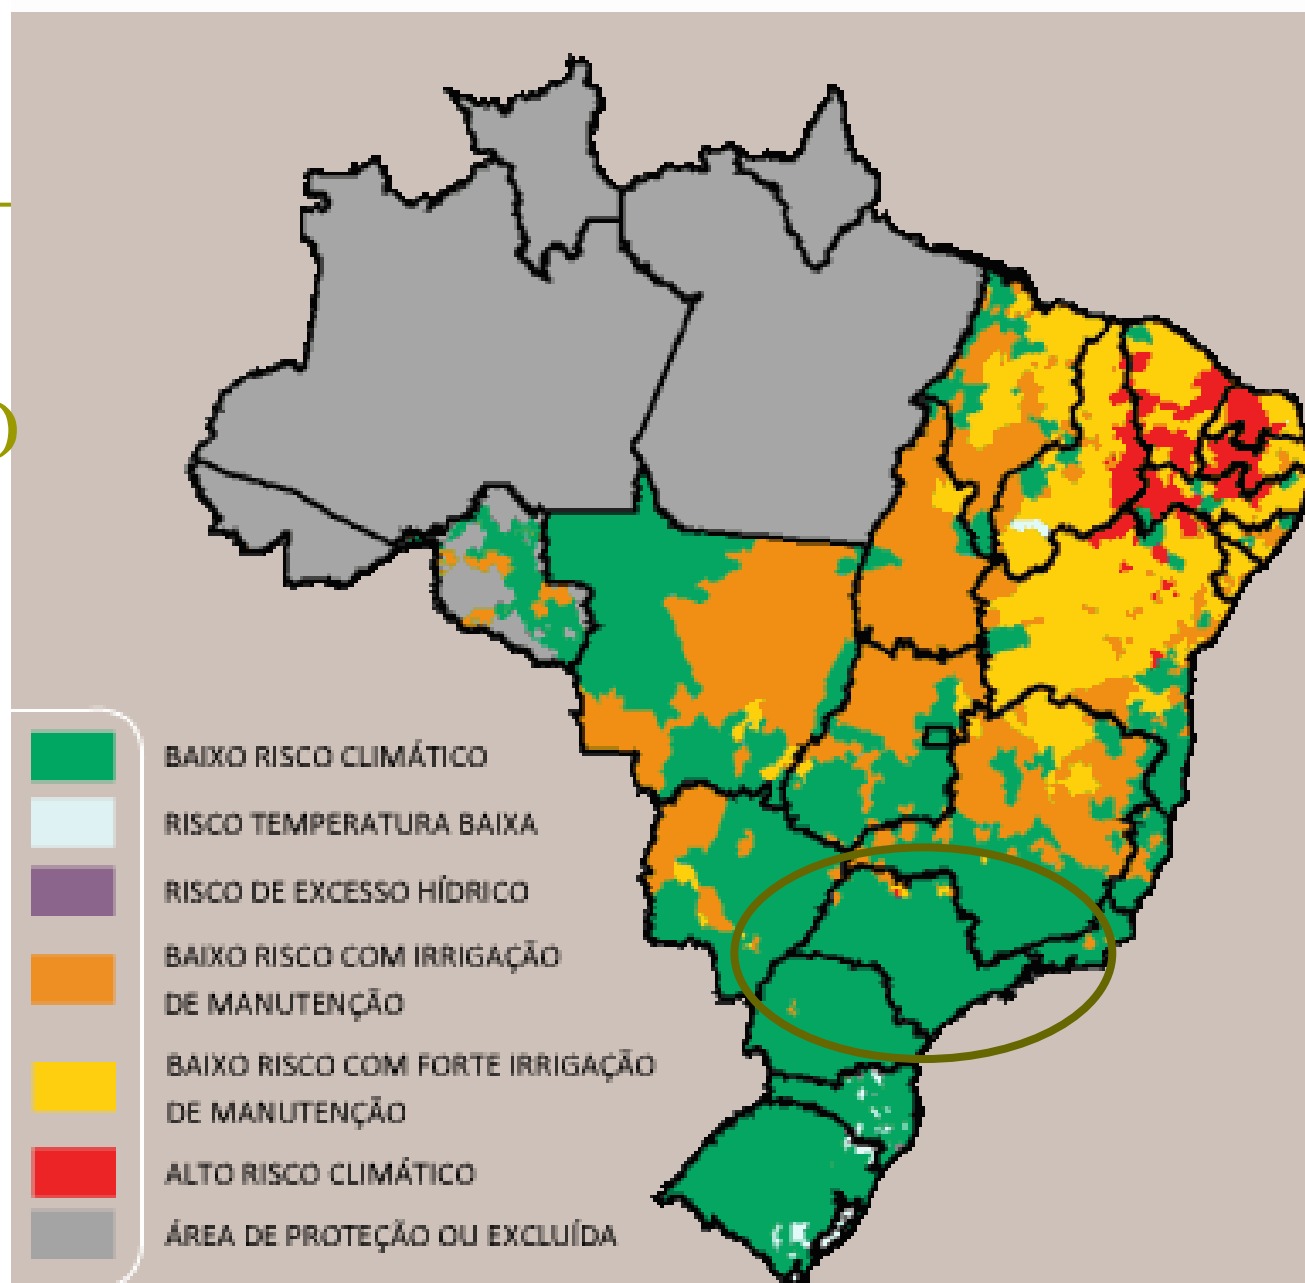 O
BAIXO RISCO CLIMÁTICO
RISCO TEMPERATURA BAIXA
RISCO DE EXCESSO HÍDRICO
BAIXO RISCO COM IRRIGAÇÃO
DE MANUTENÇÃO
BAIXO RISCO COM FORTE IRRIGAÇÃO
DE MANUTENÇÃO
ALTO RISCO CLIMÁTICO
ÁREA DE PROTEÇÃO OU EXCLUÍDA